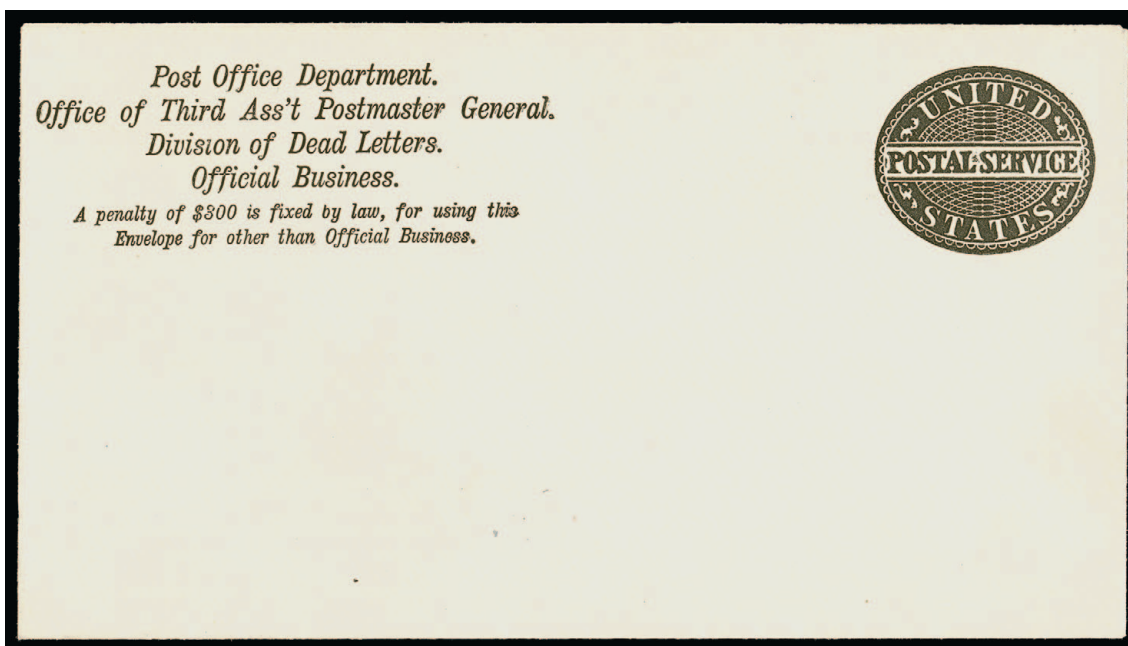 Post Office Department.
Office of Third Ass't Postmaster General.
Division of Dead Letters.
Official Business.
A penalty of $300 is fixed by law, for using this
Envelope for other than Official Business.
UNITED
POSTAL SERVICE
STATES